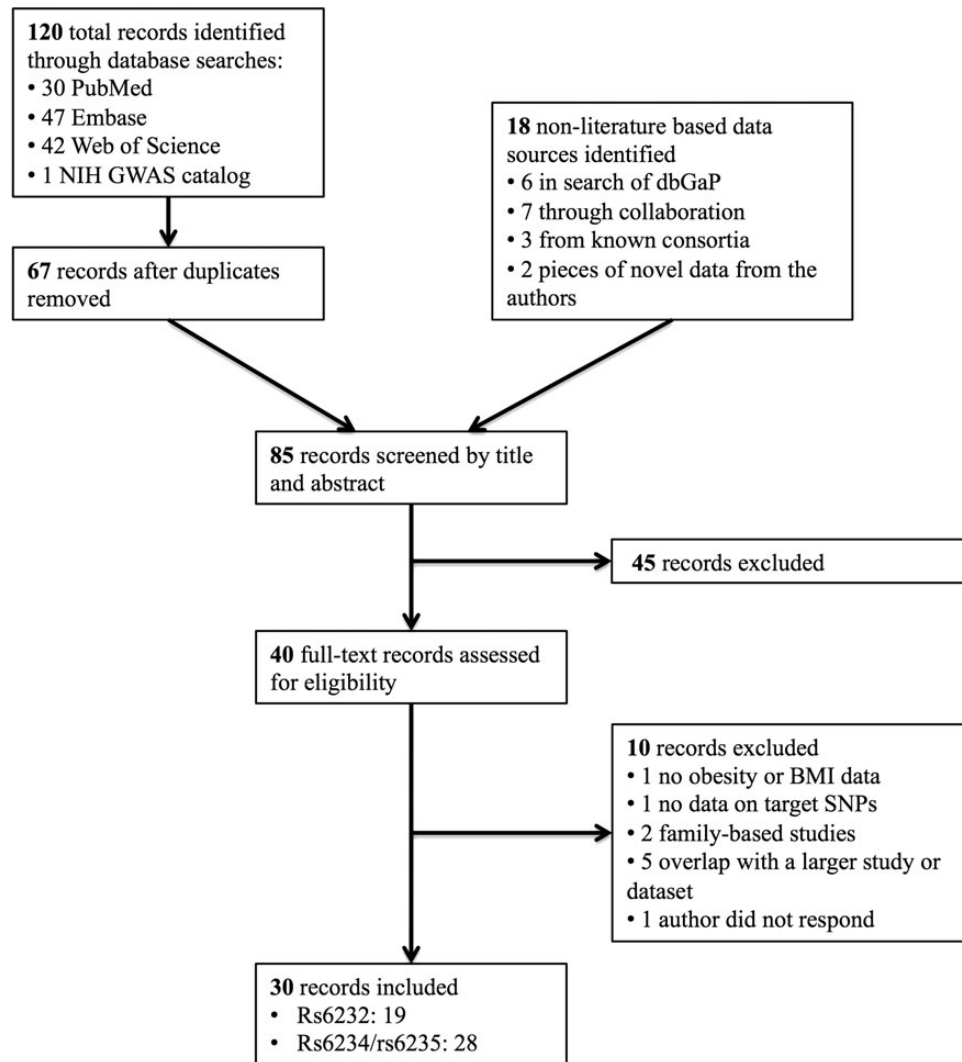 120 total records identified
through database searches:
• 30 PubMed
• 47 Embase
• 42 Web of Science
• 1 NIH GWAS catalog
18 non-literature based data
sources identified
• 6 in search of dbGaP
• 7 through collaboration
• 3 from known consortia
• 2 pieces of novel data from the
authors
67 records after duplicates
removed
85 records screened by title
and abstract
45 records excluded
40 full-text records assessed
for eligibility
10 records excluded
• 1 no obesity or BMI data
• 1 no data on target SNPs
• 2 family-based studies
• 5 overlap with a larger study or
dataset
• 1 author did not respond
30 records included
• Rs6232: 19
• Rs6234/rs6235: 28